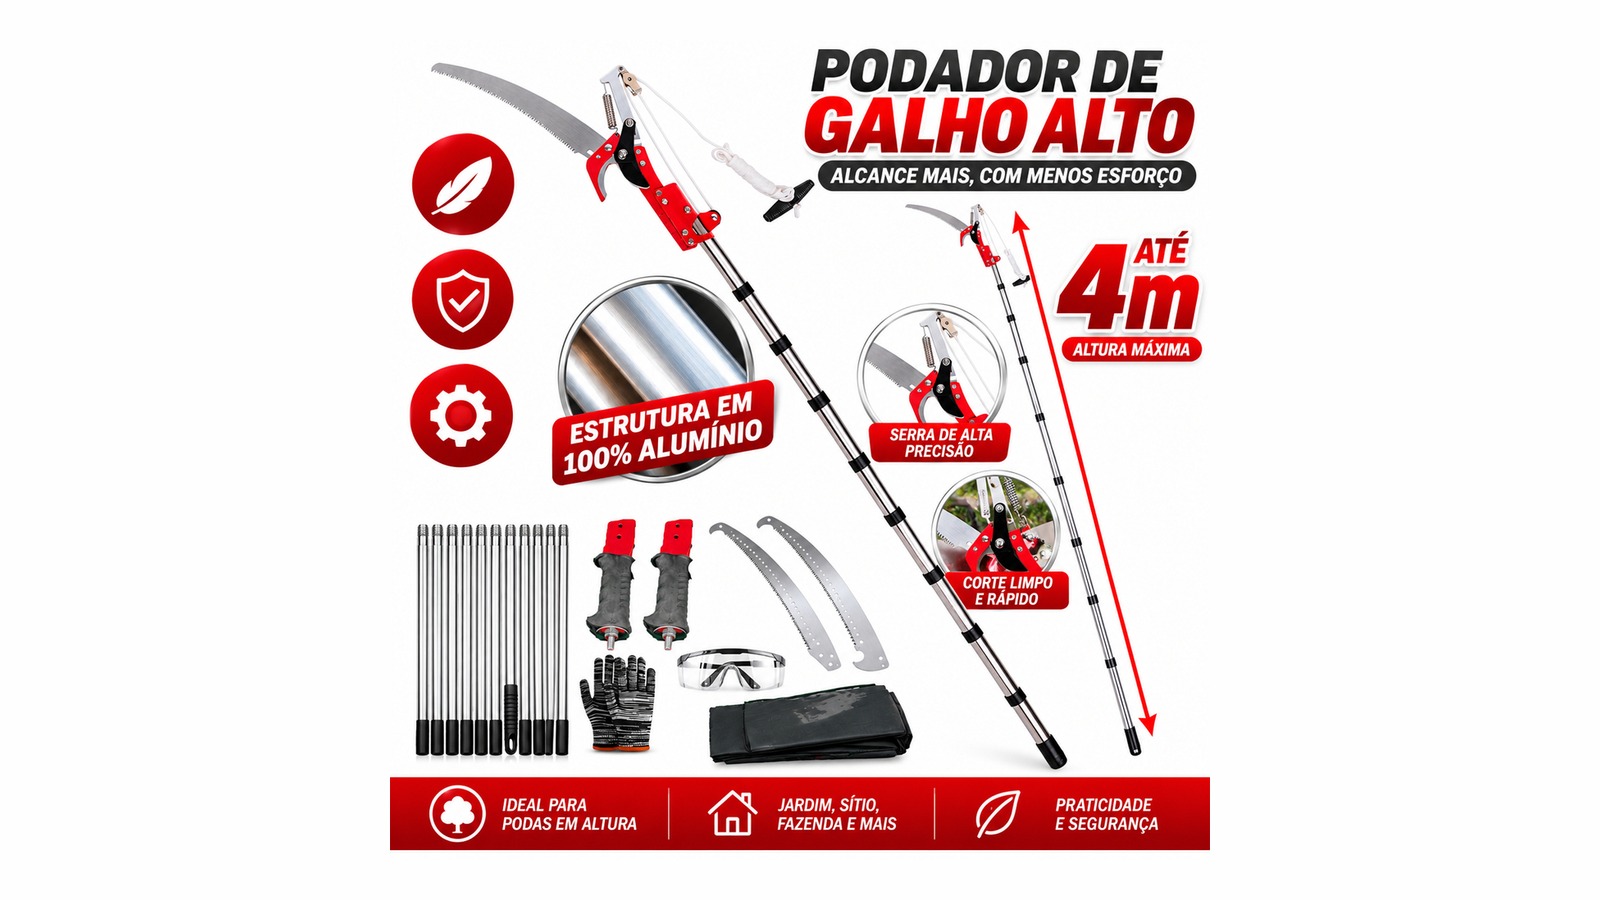 PODADOR DE
GALHO ALTO
ALCANCE MAIS, COM MENOS ESFORÇO
ATÉ
4m
ALTURA MÁXIMA
ESTRUTURA EM
100% ALUMÍNIO
SERRA DE ALTA
PRECISÃO
CORTE LIMPO
E RÁPIDO
IDEAL PARA
PODAS EM ALTURA
JARDIM, SÍTIO,
FAZENDA E MAIS
PRATICIDADE
E SEGURANÇA